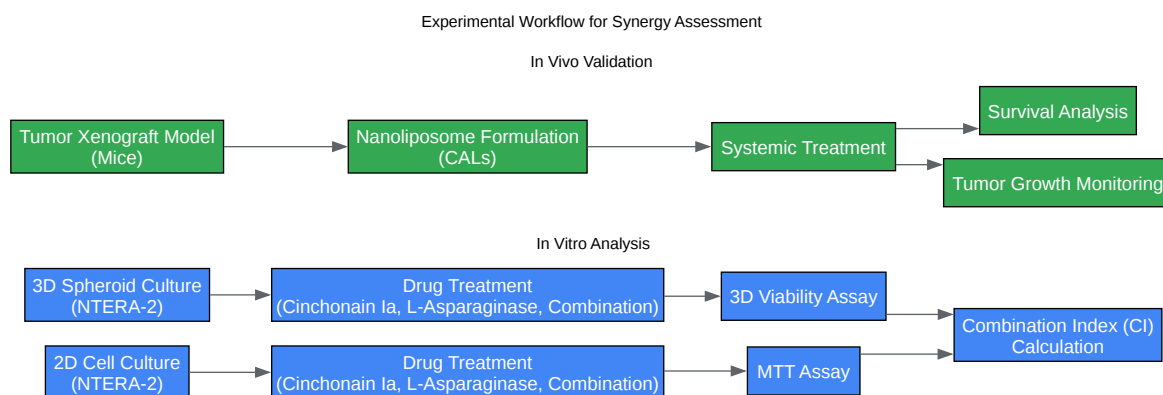 Experimental Workflow for Synergy Assessment
In Vivo Validation
Tumor Xenograft Model
(Mice)
Nanoliposome Formulation
(CALs)
Systemic Treatment
Survival Analysis
Tumor Growth Monitoring
In Vitro Analysis
3D Spheroid Culture
(NTERA-2)
Drug Treatment
(Cinchonain Ia, L-Asparaginase, Combination)
3D Viability Assay
Combination Index (CI)
Calculation
2D Cell Culture
(NTERA-2)
Drug Treatment
(Cinchonain Ia, L-Asparaginase, Combination)
MTT Assay